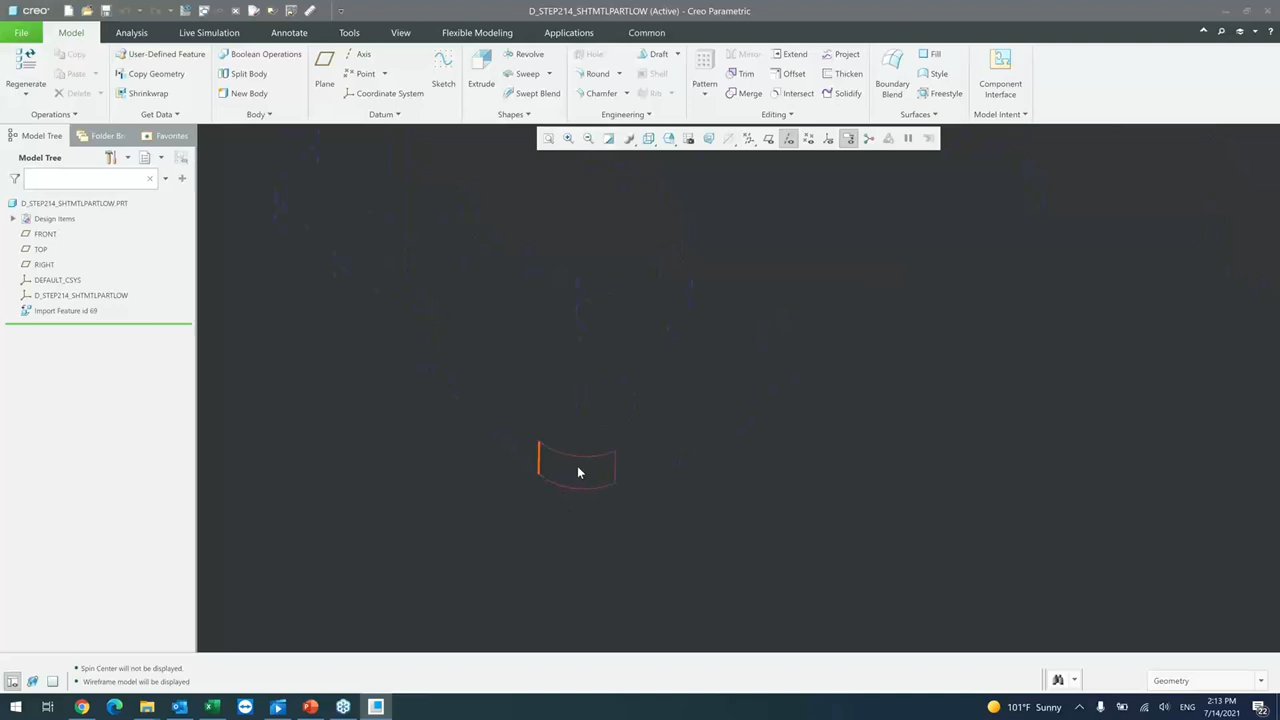 creo
D_STEP214_SHTMTLPARTLOW (Active) - Creo Parametric
File
Model
Analysis
Live Simulation
Annotate
Tools
View
Flexible Modeling
Applications
Common
Regenerate
Copy
Paste
Delete
Operations
User-Defined Feature
Copy Geometry
Shrinkwrap
Get Data
Boolean Operations
Split Body
New Body
Body
Plane
Axis
Point
Coordinate System
Sketch
Datum
Extrude
Revolve
Sweep
Swept Blend
Shapes
Hole
Round
Chamfer
Draft
Shell
Rib
Engineering
Pattern
Mirror
Trim
Merge
Extend
Offset
Intersect
Project
Thicken
Solidify
Editing
Boundary
Blend
Fill
Style
Freestyle
Surfaces
Component
Interface
Model Intent
Model Tree
Folder Br
Favorites
Model Tree
D_STEP214_SHTMTLPARTLOW.PRT
Design Items
FRONT
TOP
RIGHT
DEFAULT_CSYS
D_STEP214_SHTMTLPARTLOW
Import Feature id 69
• Spin Center will not be displayed.
• Wireframe model will be displayed
Geometry
101°F Sunny
ENG
2:13 PM
7/14/2021
22